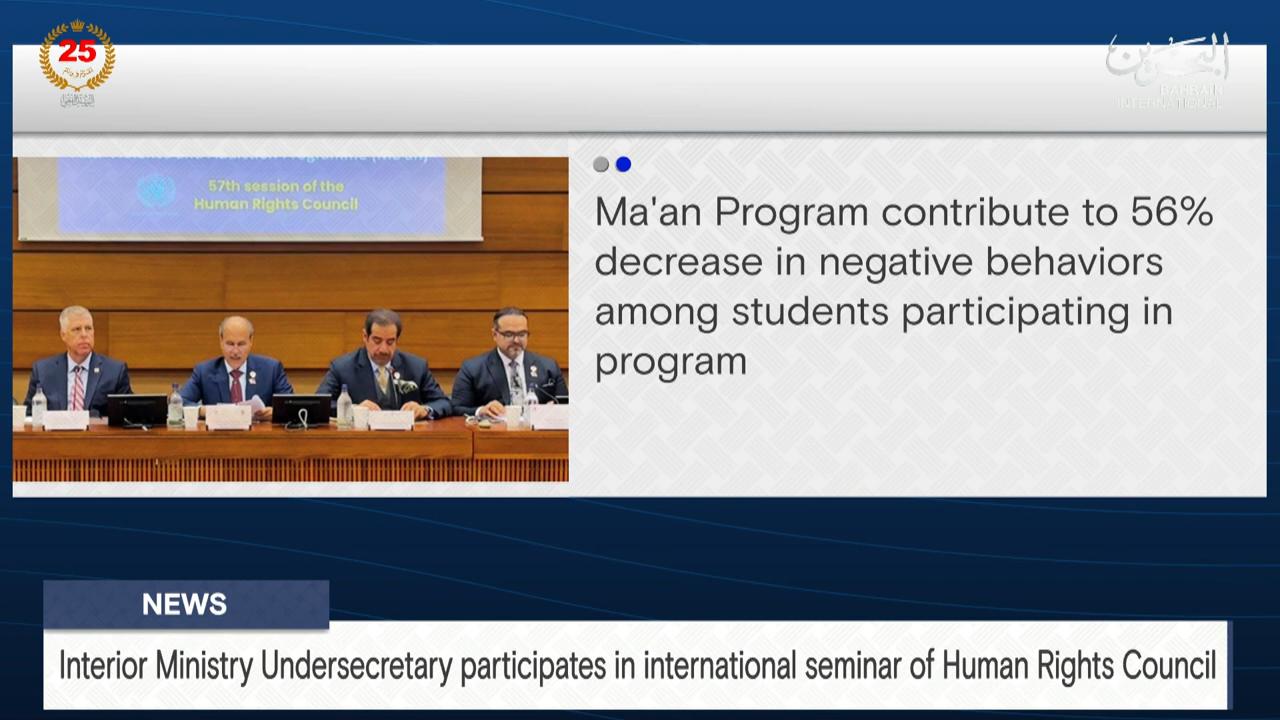 25
البحرين
BAHRAIN
INTERNATIONAL
57th session of the
Human Rights Council
Ma'an Program contribute to 56%
decrease in negative behaviors
among students participating in
program
NEWS
Interior Ministry Undersecretary participates in international seminar of Human Rights Council